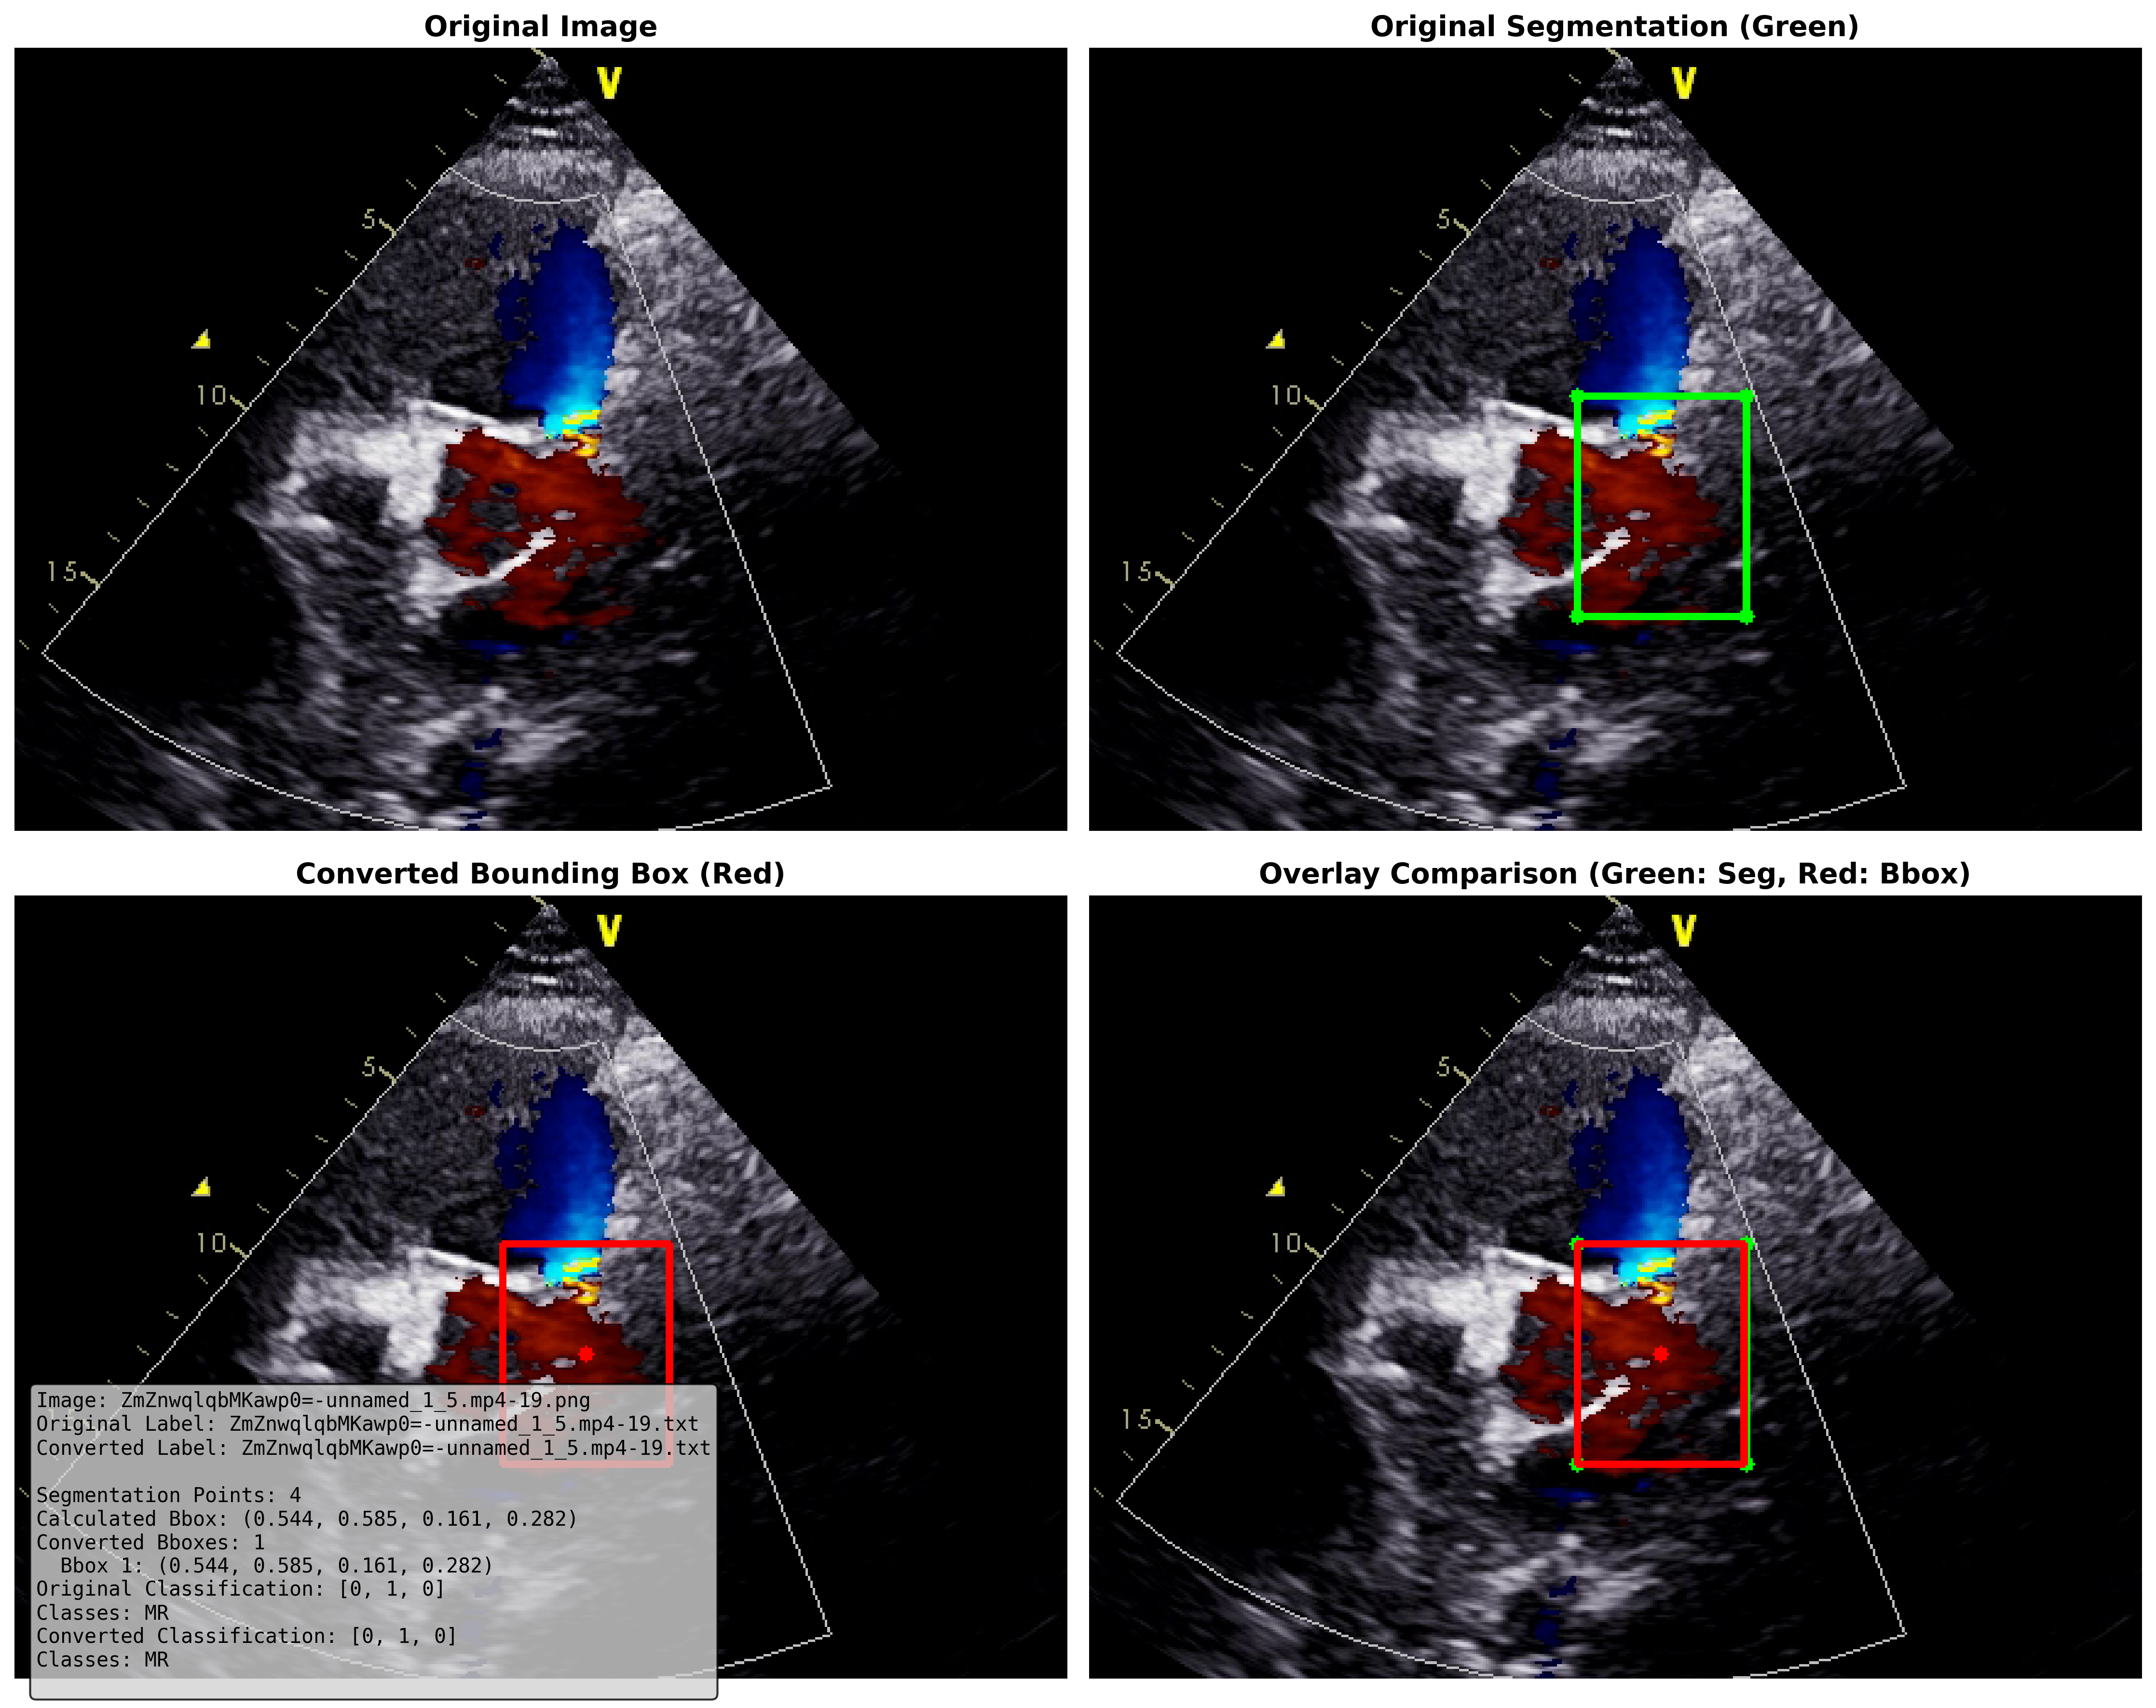 Original Image
Original Segmentation (Green)
V
5
10
15
V
5
10
15
Converted Bounding Box (Red)
Overlay Comparison (Green: Seg, Red: Bbox)
V
5
10
V
5
10
15
Image: ZmZnwqlqbMKawp0=-unnamed_1_5.mp4-19.png
Original Label: ZmZnwqlqbMKawp0=-unnamed_1_5.mp4-19.txt
Converted Label: ZmZnwqlqbMKawp0=-unnamed_1_5.mp4-19.txt
Segmentation Points: 4
Calculated Bbox: (0.544, 0.585, 0.161, 0.282)
Converted Bboxes: 1
Bbox 1: (0.544, 0.585, 0.161, 0.282)
Original Classification: [0, 1, 0]
Classes: MR
Converted Classification: [0, 1, 0]
Classes: MR